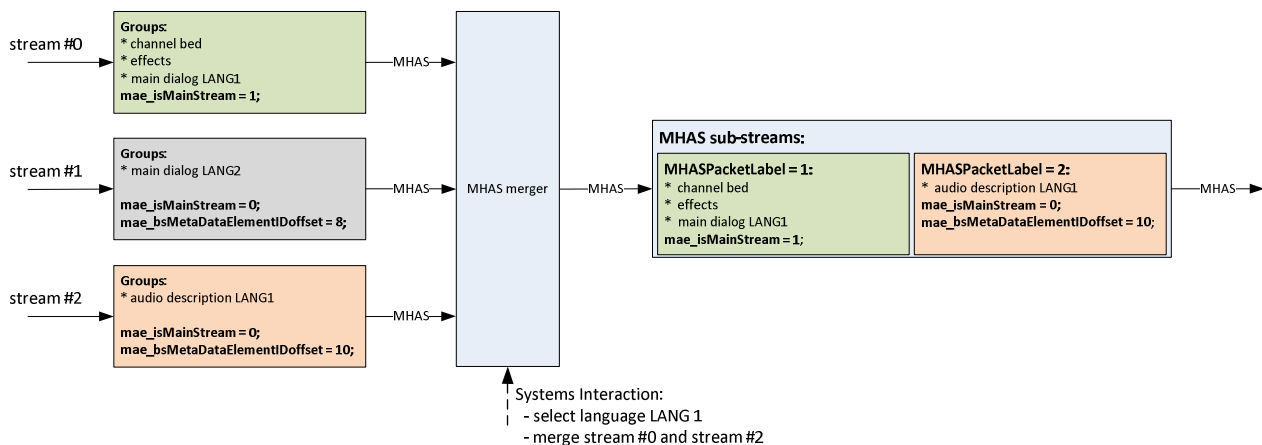 stream #0
Groups:
* channel bed
* effects
* main dialog LANG1
mae_isMainStream = 1;
MHAS
stream #1
Groups:
* main dialog LANG2
mae_isMainStream = 0;
mae_bsMetaDataElementIDoffset = 8;
MHAS
stream #2
Groups:
* audio description LANG1
mae_isMainStream = 0;
mae_bsMetaDataElementIDoffset = 10;
MHAS
MHAS merger
MHAS
Systems Interaction:
- select language LANG 1
- merge stream #0 and stream #2
MHAS sub-streams:
MHASPacketLabel = 1:
* channel bed
* effects
* main dialog LANG1
mae_isMainStream = 1;
MHASPacketLabel = 2:
* audio description LANG1
mae_isMainStream = 0;
mae_bsMetaDataElementIDoffset = 10;
MHAS